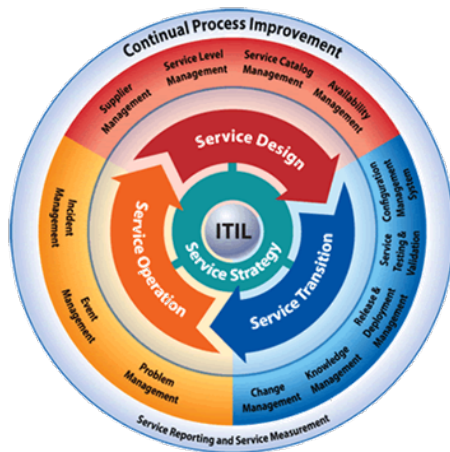 Continual Process Improvement
Supplier
Management
Service Level
Management
Service Catalog
Management
Availability
Management
Service Design
System
Management
Configuration
Service
Testing & 
Validation
Release &
Deployment
Management
Knowledge
Management
Change
Management
Service Transition
Problem
Management
Event
Management
Incident
Management
Service Operation
ITIL
Service Strategy
Service Reporting and Service Measurement